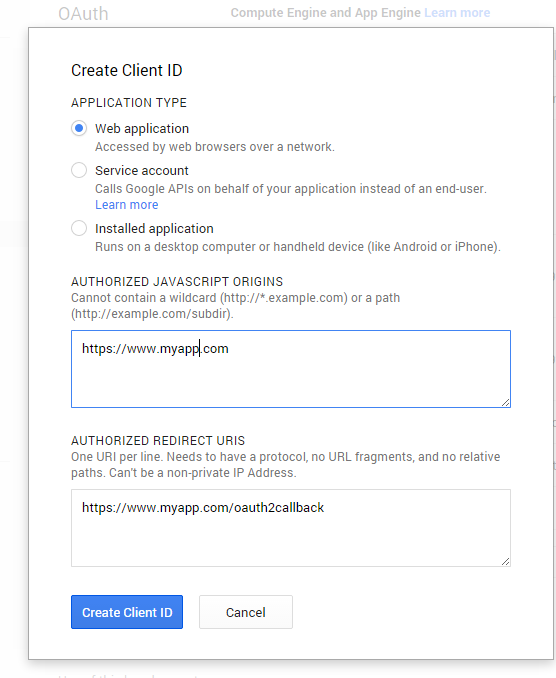 OAuth
Compute Engine and App Engine Learn more
Create Client ID
APPLICATION TYPE
Web application
Accessed by web browsers over a network.
Service account
Calls Google APIs on behalf of your application instead of an end-user.
Learn more
Installed application
Runs on a desktop computer or handheld device (like Android or iPhone).
AUTHORIZED JAVASCRIPT ORIGINS
Cannot contain a wildcard (http://*.example.com) or a path
(http://example.com/subdir).
https://www.myapp.com
AUTHORIZED REDIRECT URIS
One URI per line. Needs to have a protocol, no URL fragments, and no relative
paths. Can't be a non-private IP Address.
https://www.myapp.com/oauth2callback
Create Client ID
Cancel